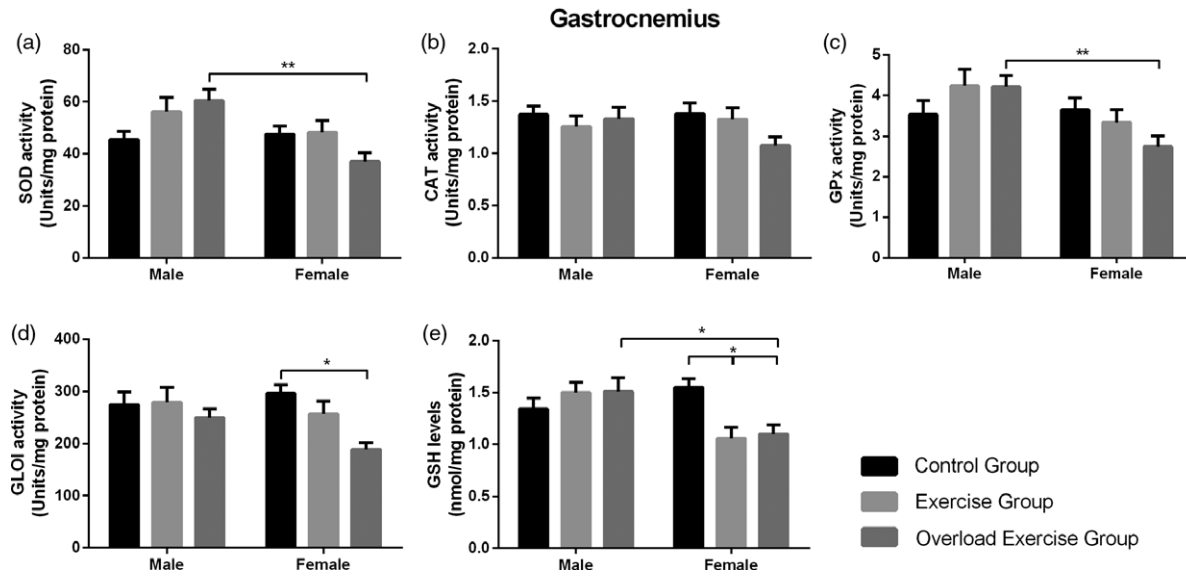 Gastrocnemius
(a)
SOD activity
(Units/mg protein)
80
60
40
20
0
**
Male
Female
(b)
CAT activity
(Units/mg protein)
2.0
1.5
1.0
0.5
0.0
Male
Female
(c)
GPx activity
(Units/mg protein)
5
4
3
2
1
0
**
Male
Female
(d)
GLOI activity
(Units/mg protein)
400
300
200
100
0
*
Male
Female
(e)
GSH levels
(nmol/mg protein)
2.0
1.5
1.0
0.5
0.0
*
*
Male
Female
Control Group
Exercise Group
Overload Exercise Group